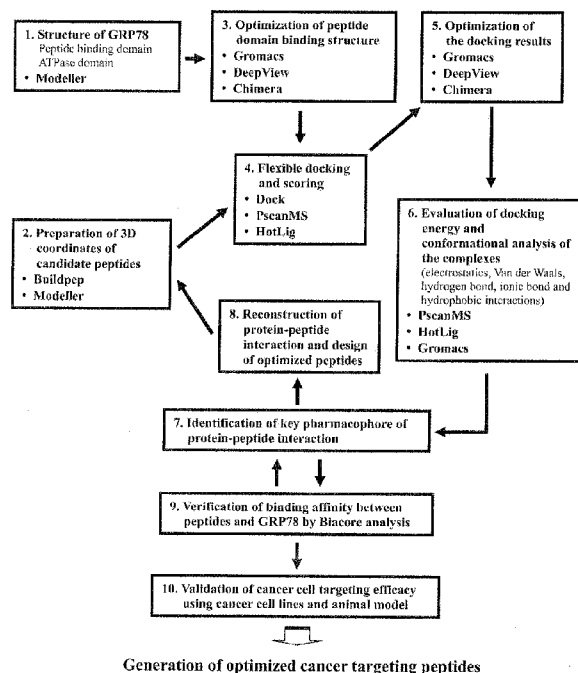 1. Structure of GRP78
Peptide binding domain
ATPase domain
• Modeller
3. Optimization of peptide
domain binding structure
• Gromacs
• DeepView
• Chimera
5. Optimization of
the docking results
• Gromacs
• DeepView
• Chimera
4. Flexible docking
and scoring
• Dock
• PscanMS
• HotLig
2. Preparation of 3D
coordinates of
candidate peptides
• Buildpep
• Modeller
6. Evaluation of docking
energy and
conformational analysis of
the complexes
(electrostatics, Van der Waals,
hydrogen bond, ionic bond and
hydrophobic interactions)
• PscanMS
• HotLig
• Gromacs
8. Reconstruction of
protein-peptide
interaction and design
of optimized peptides
7. Identification of key pharmacophore of
protein-peptide interaction
9. Verification of binding affinity between
peptides and GRP78 by Biacore analysis
10. Validation of cancer cell targeting efficacy
using cancer cell lines and animal model
Generation of optimized cancer targeting peptides